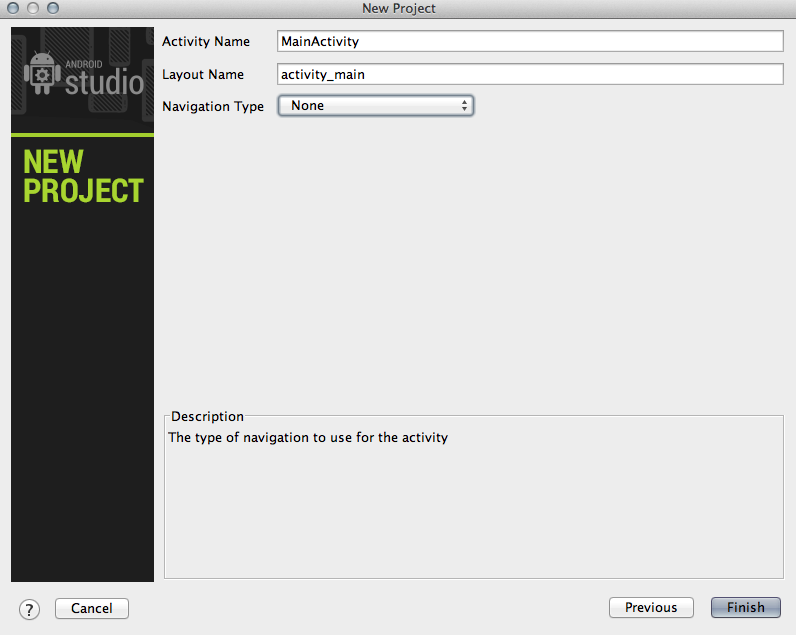 New Project
ANDROID
studio
NEW
PROJECT
Activity Name MainActivity
Layout Name activity_main
Navigation Type None
Description
The type of navigation to use for the activity
? Cancel Previous Finish